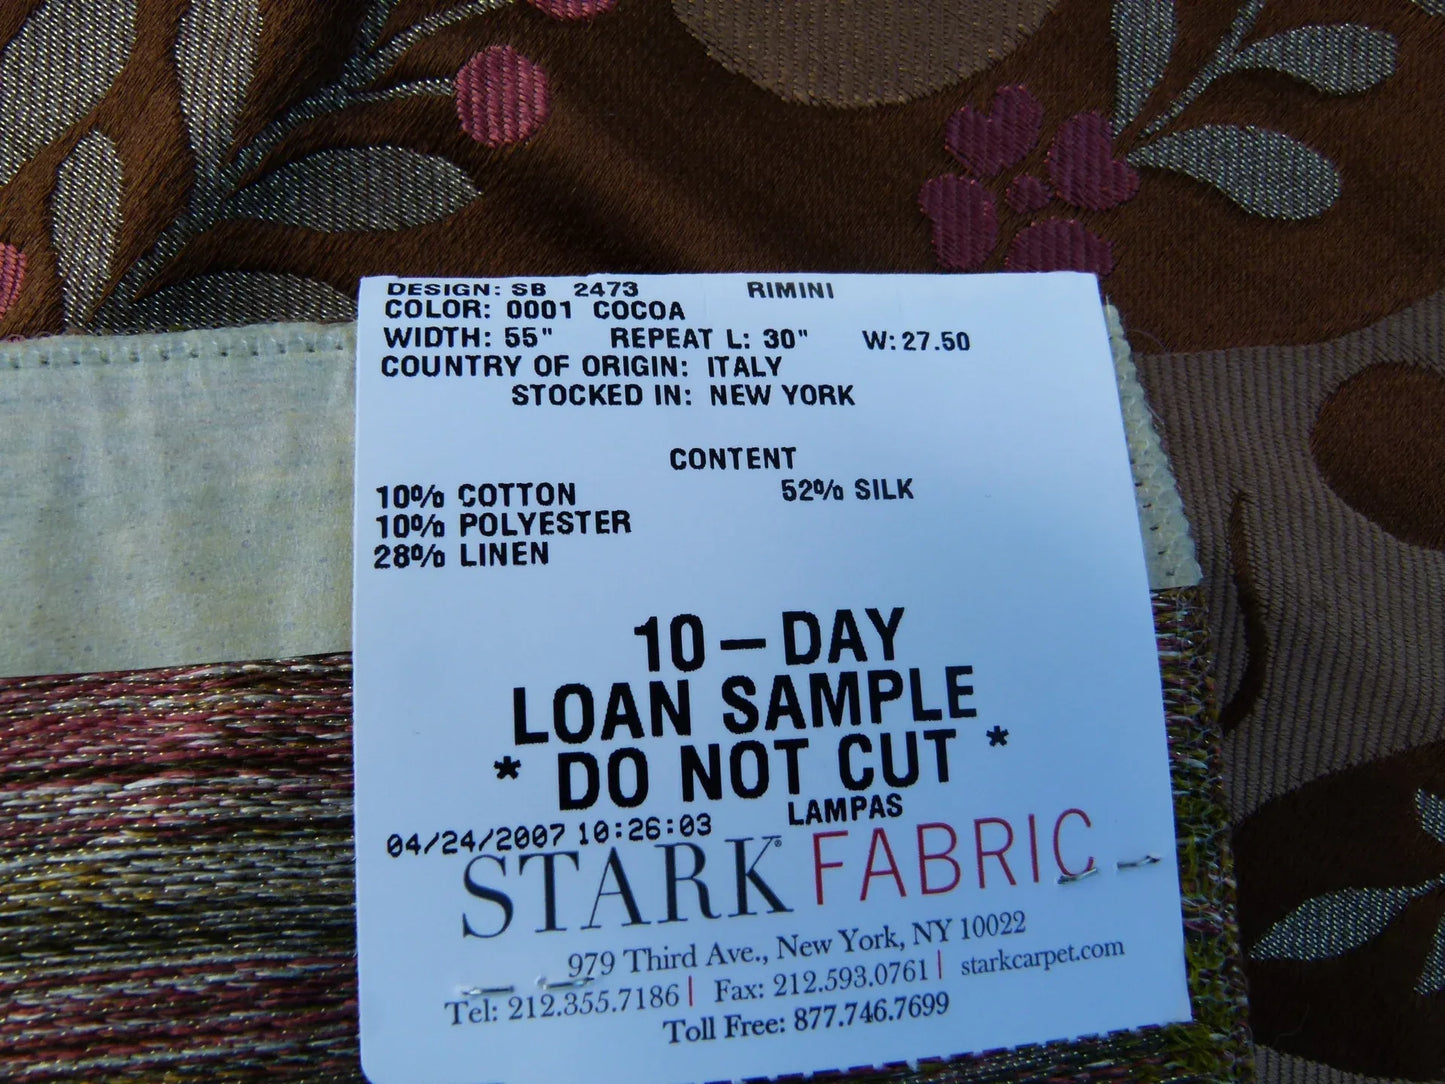 DESIGN: SB 2473 RIMINI
COLOR: 0001 COCOA
WIDTH: 55" REPEAT L: 30" W: 27.50
COUNTRY OF ORIGIN: ITALY
STOCKED IN: NEW YORK
CONTENT
10% COTTON 52% SILK
10% POLYESTER
28% LINEN
10-DAY
LOAN SAMPLE
* DO NOT CUT *
LAMPAS
04/24/2007 10:26:03
STARK® FABRIC
979 Third Ave., New York, NY 10022
Tel: 212.355.7186 | Fax: 212.593.0761 | starkcarpet.com
Toll Free: 877.746.7699